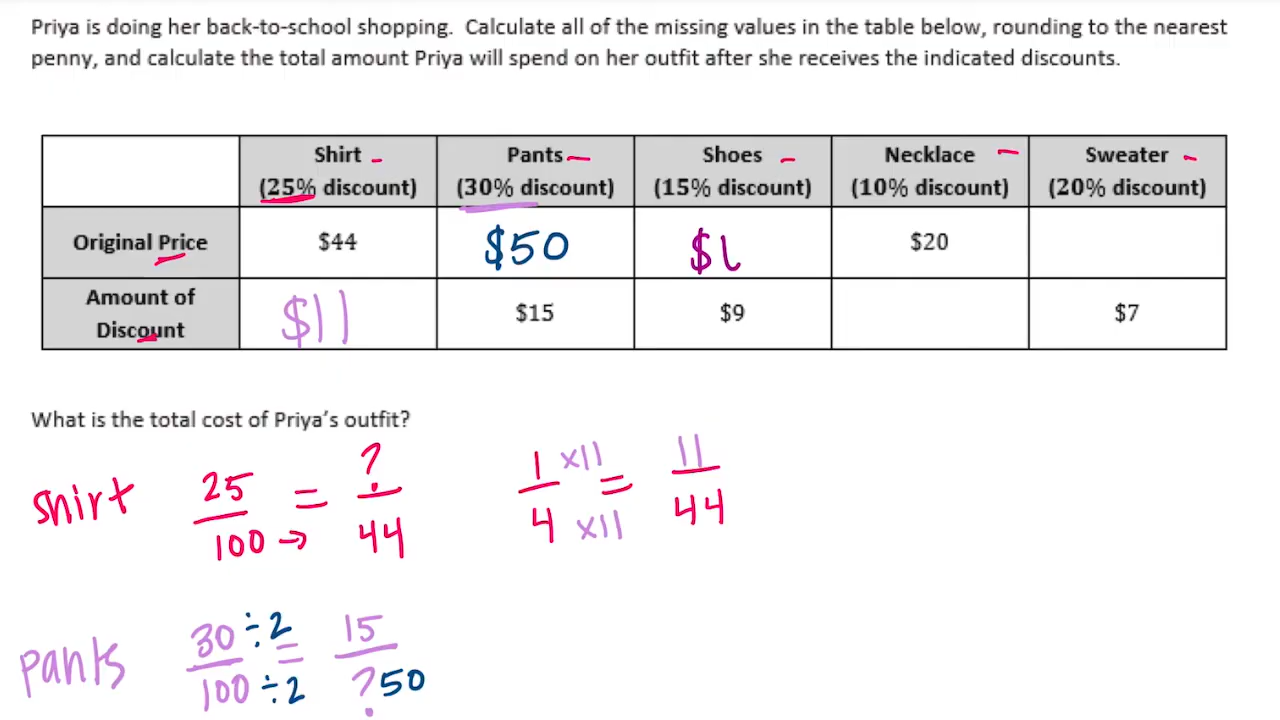 Priya is doing her back-to-school shopping. Calculate all of the missing values in the table below, rounding to the nearest
penny, and calculate the total amount Priya will spend on her outfit after she receives the indicated discounts.
Shirt Pants Shoes Necklace Sweater
(25% discount) (30% discount) (15% discount) (10% discount) (20% discount)
Original Price $44 $50 $ $20
Amount of
Discount $11 $15 $9 $7
What is the total cost of Priya's outfit?
shirt 25/100 → = ?/44 1/4 ×11/×11 = 11/44
pants 30/100 ÷2/÷2 = 15/? 50